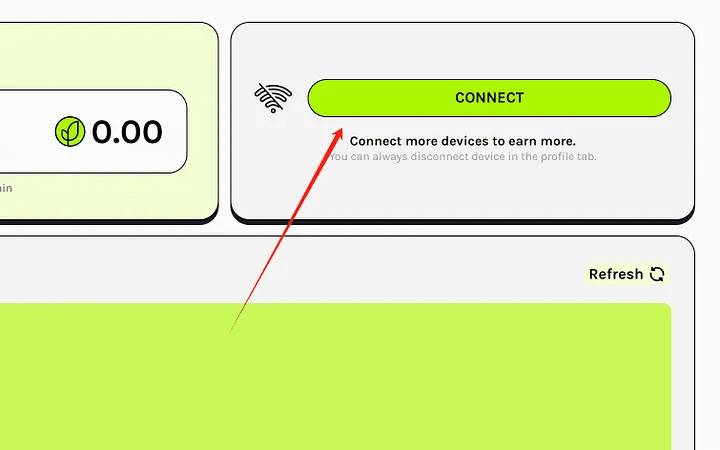 CONNECT
0.00
Connect more devices to earn more.
You can always disconnect device in the profile tab.
Refresh